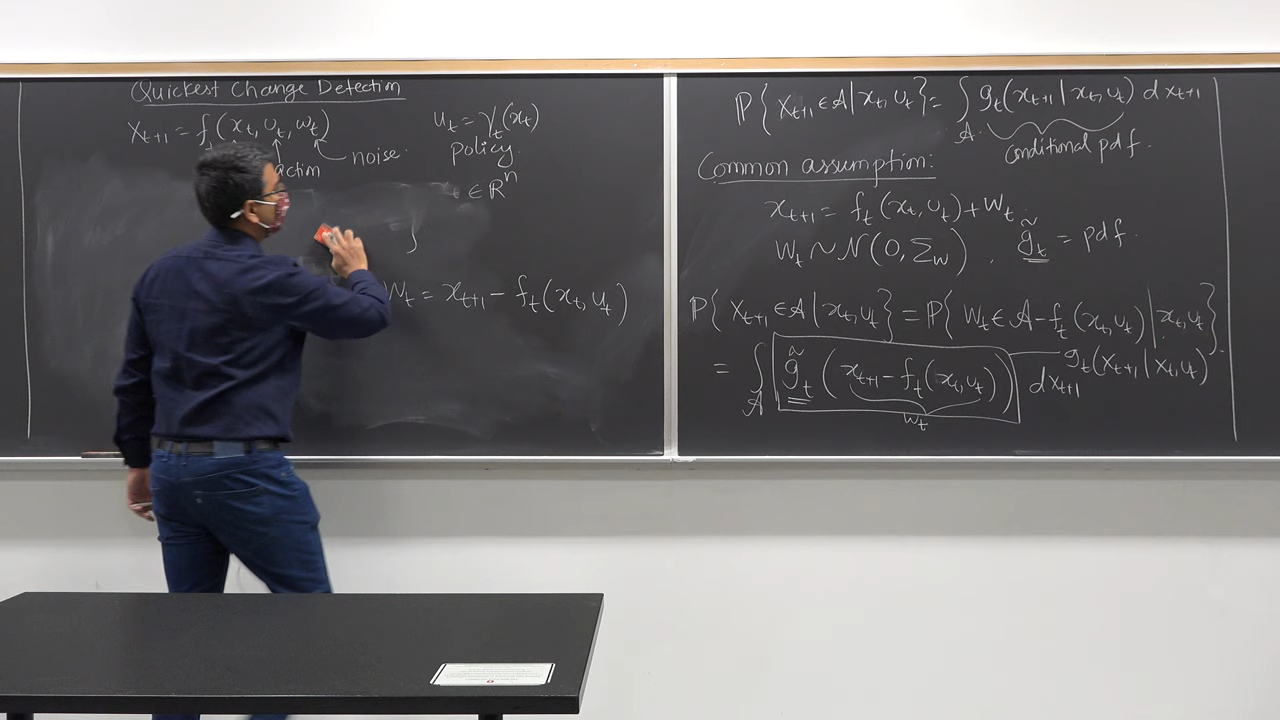 Quickest Change Detection
X_{t+1} = f(x_t, u_t, w_t)
action
noise.
u_t = γ_t(x_t)
policy.
∈ ℝ^n
}
w_t = x_{t+1} − f_t(x_t, u_t)
ℙ{X_{t+1} ∈ A | x_t, u_t} = ∫_A g_t(x_{t+1} | x_t, u_t) dx_{t+1}
conditional pdf.
Common assumption:
x_{t+1} = f_t(x_t, u_t) + w_t.
w_t ~ N(0, Σ_w). g̃_t = pdf.
ℙ{X_{t+1} ∈ A | x_t, u_t} = ℙ{w_t ∈ A − f_t(x_t, u_t) | x_t, u_t}.
= ∫_A g̃_t(x_{t+1} − f_t(x_t, u_t)) dx_{t+1}
g_t(x_{t+1} | x_t, u_t)
w_t